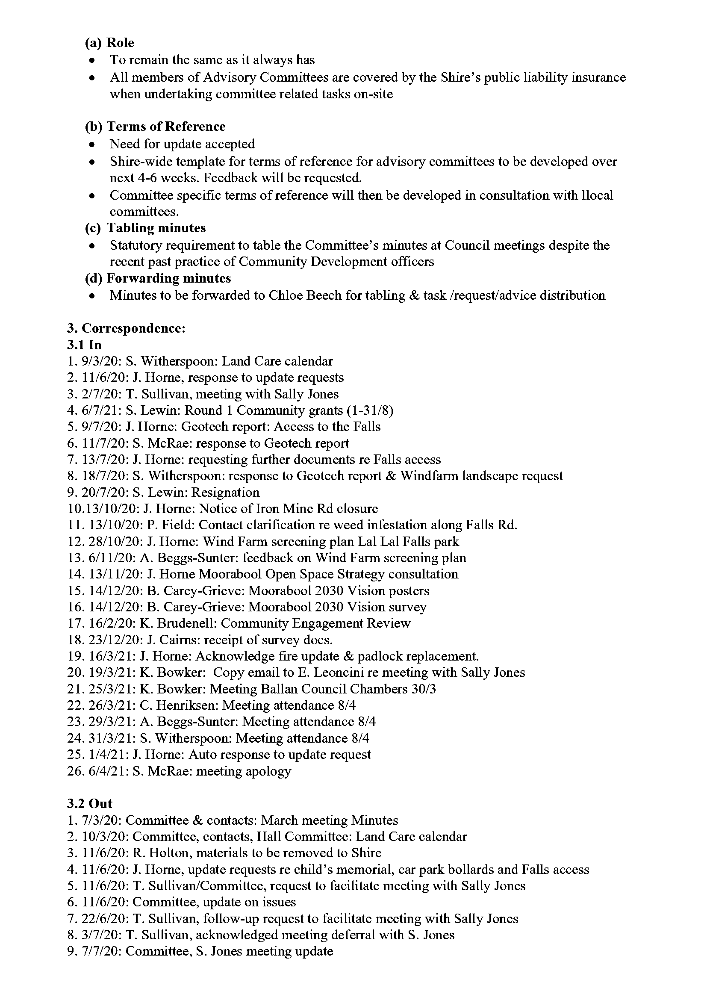 (a) Role
• To remain the same as it always has
• All members of Advisory Committees are covered by the Shire’s public liability insurance
when undertaking committee related tasks on-site
(b) Terms of Reference
• Need for update accepted
• Shire-wide template for terms of reference for advisory committees to be developed over
next 4-6 weeks. Feedback will be requested.
• Committee specific terms of reference will then be developed in consultation with llocal
committees.
(c) Tabling minutes
• Statutory requirement to table the Committee’s minutes at Council meetings despite the
recent past practice of Community Development officers
(d) Forwarding minutes
• Minutes to be forwarded to Chloe Beech for tabling & task /request/advice distribution
3. Correspondence:
3.1 In
1. 9/3/20: S. Witherspoon: Land Care calendar
2. 11/6/20: J. Horne, response to update requests
3. 2/7/20: T. Sullivan, meeting with Sally Jones
4. 6/7/21: S. Lewin: Round 1 Community grants (1-31/8)
5. 9/7/20: J. Horne: Geotech report: Access to the Falls
6. 11/7/20: S. McRae: response to Geotech report
7. 13/7/20: J. Horne: requesting further documents re Falls access
8. 18/7/20: S. Witherspoon: response to Geotech report & Windfarm landscape request
9. 20/7/20: S. Lewin: Resignation
10.13/10/20: J. Horne: Notice of Iron Mine Rd closure
11. 13/10/20: P. Field: Contact clarification re weed infestation along Falls Rd.
12. 28/10/20: J. Horne: Wind Farm screening plan Lal Lal Falls park
13. 6/11/20: A. Beggs-Sunter: feedback on Wind Farm screening plan
14. 13/11/20: J. Horne Moorabool Open Space Strategy consultation
15. 14/12/20: B. Carey-Grieve: Moorabool 2030 Vision posters
16. 14/12/20: B. Carey-Grieve: Moorabool 2030 Vision survey
17. 16/2/20: K. Brudenell: Community Engagement Review
18. 23/12/20: J. Cairns: receipt of survey docs.
19. 16/3/21: J. Horne: Acknowledge fire update & padlock replacement.
20. 19/3/21: K. Bowker:  Copy email to E. Leoncini re meeting with Sally Jones
21. 25/3/21: K. Bowker: Meeting Ballan Council Chambers 30/3
22. 26/3/21: C. Henriksen: Meeting attendance 8/4
23. 29/3/21: A. Beggs-Sunter: Meeting attendance 8/4
24. 31/3/21: S. Witherspoon: Meeting attendance 8/4
25. 1/4/21: J. Horne: Auto response to update request
26. 6/4/21: S. McRae: meeting apology
3.2 Out
1. 7/3/20: Committee & contacts: March meeting Minutes
2. 10/3/20: Committee, contacts, Hall Committee: Land Care calendar
3. 11/6/20: R. Holton, materials to be removed to Shire
4. 11/6/20: J. Horne, update requests re child’s memorial, car park bollards and Falls access
5. 11/6/20: T. Sullivan/Committee, request to facilitate meeting with Sally Jones
6. 11/6/20: Committee, update on issues
7. 22/6/20: T. Sullivan, follow-up request to facilitate meeting with Sally Jones
8. 3/7/20: T. Sullivan, acknowledged meeting deferral with S. Jones
9. 7/7/20: Committee, S. Jones meeting update